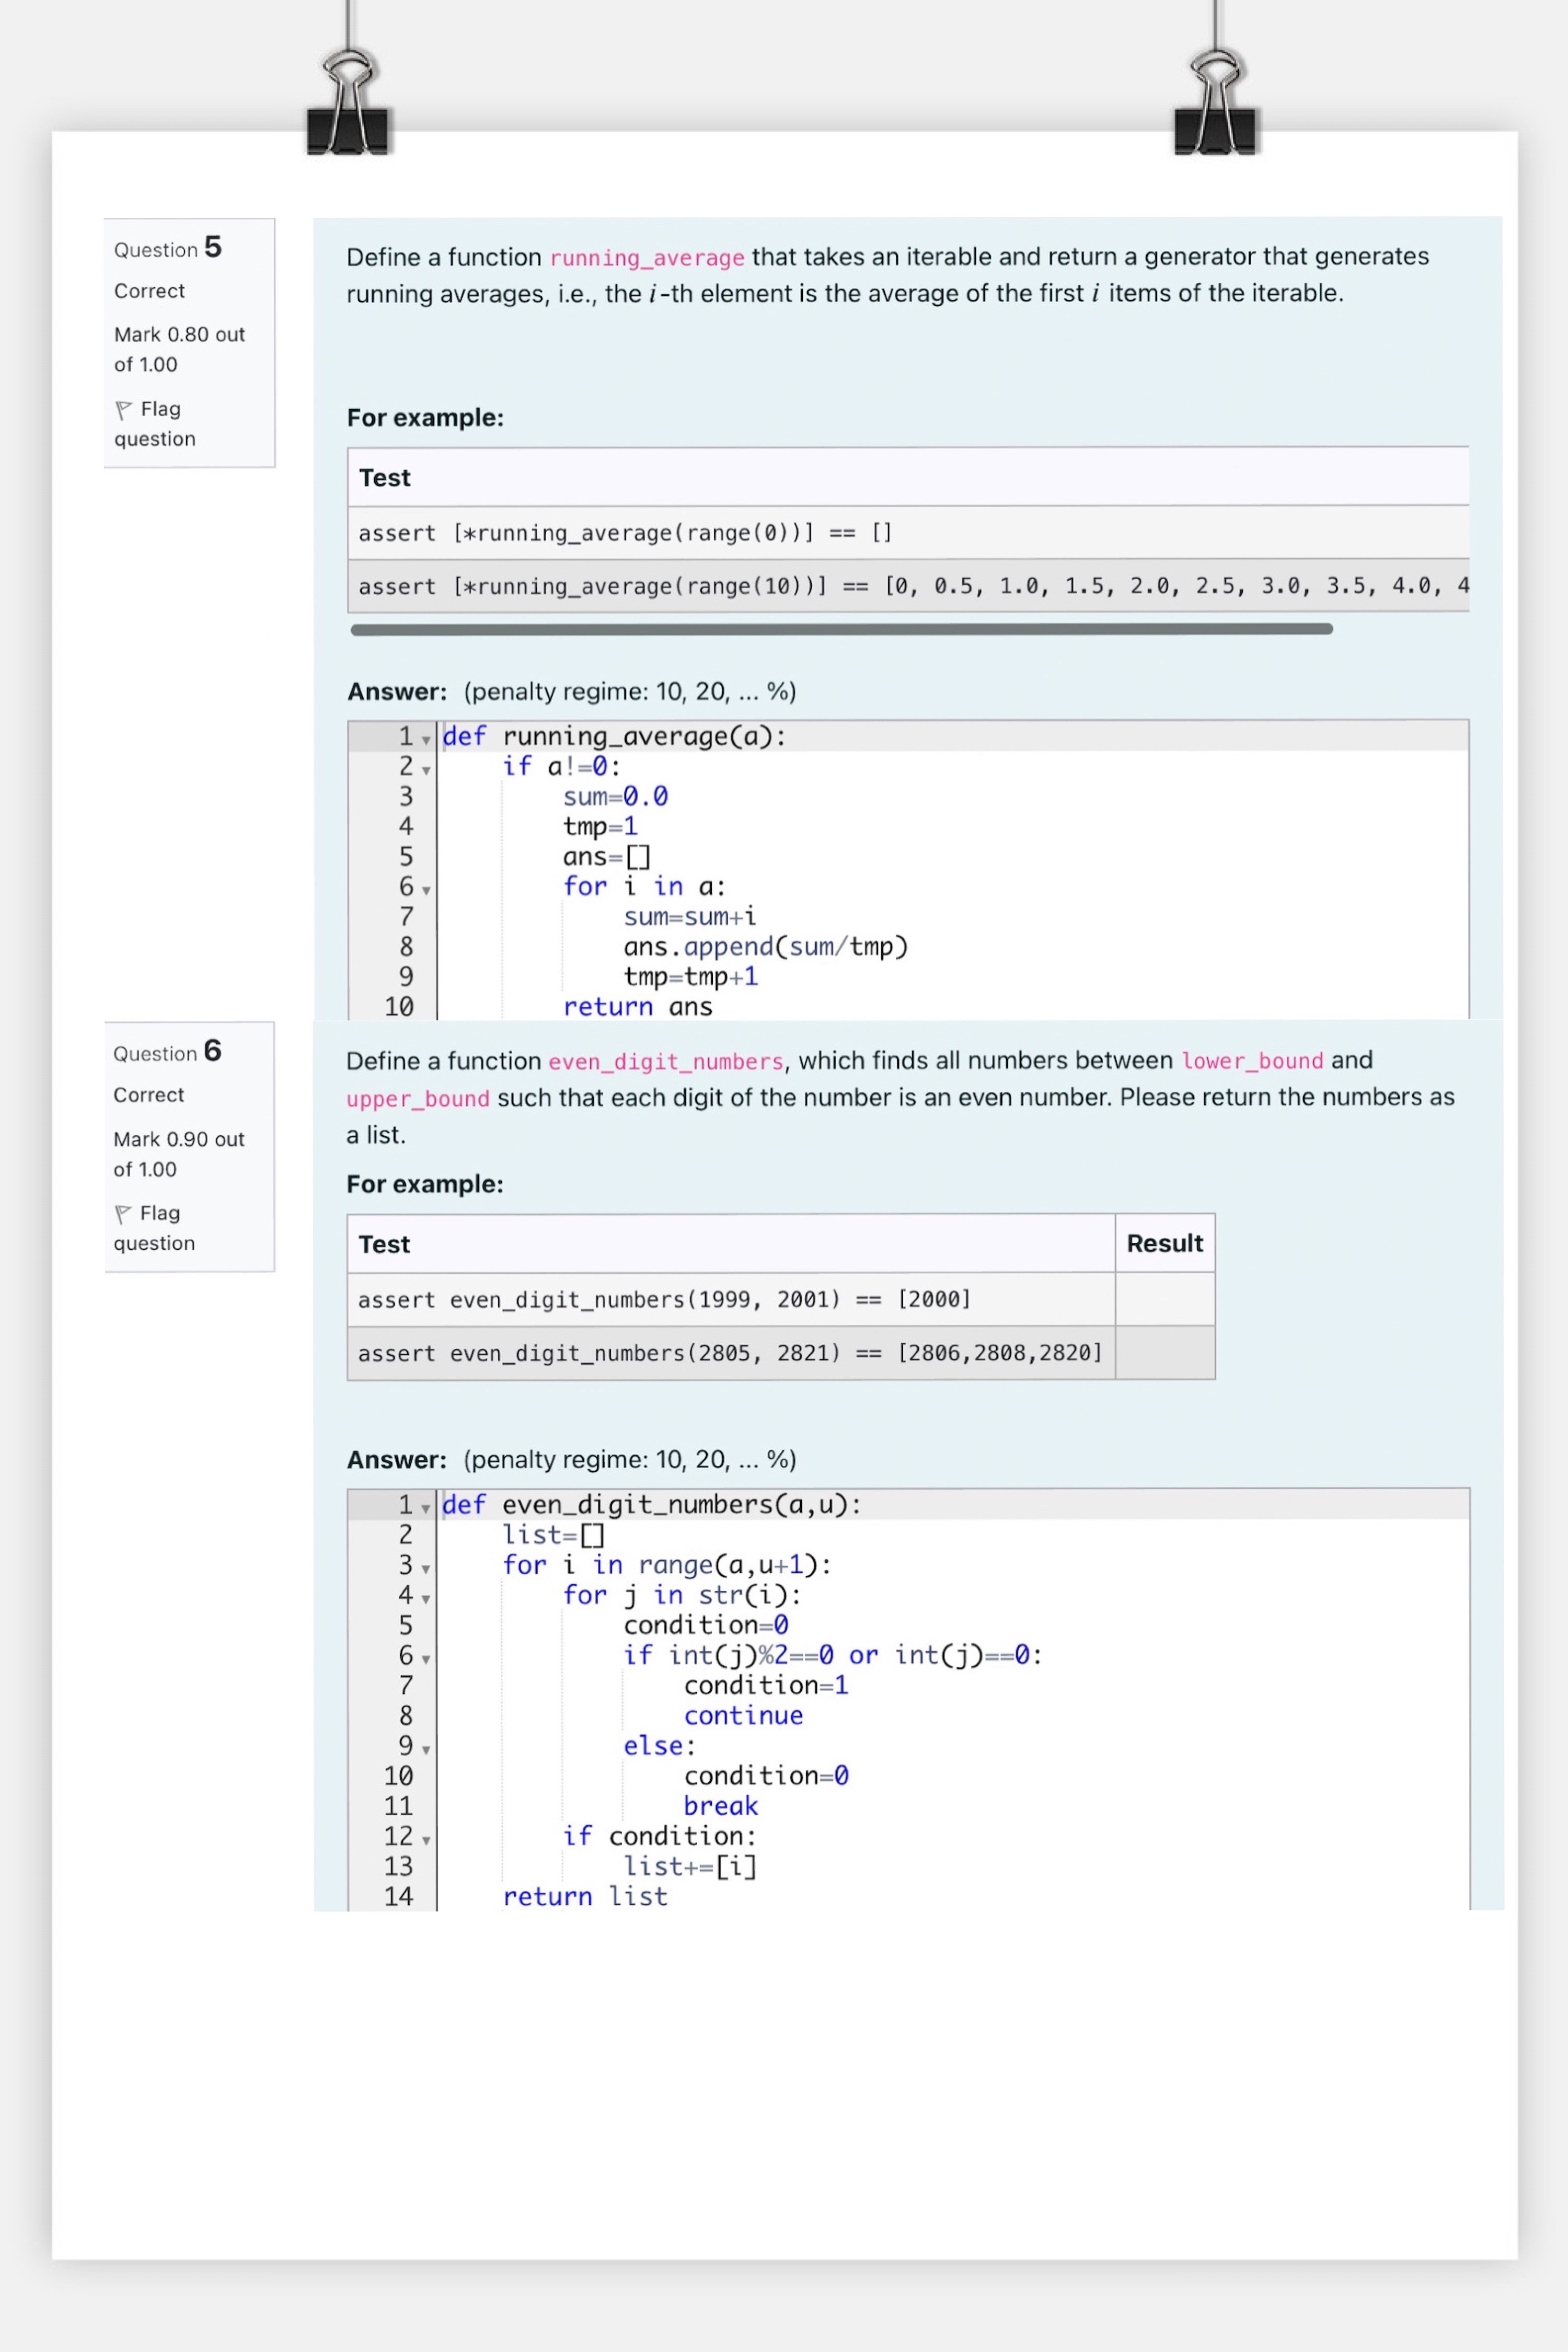 Question 5
Correct
Mark 0.80 out
of 1.00
Flag
question
Define a function running_average that takes an iterable and return a generator that generates
running averages, i.e., the i-th element is the average of the first i items of the iterable.
For example:
Test
assert [*running_average(range(0))] == []
assert [*running_average(range(10))] == [0, 0.5, 1.0, 1.5, 2.0, 2.5, 3.0, 3.5, 4.0, 4
Answer: (penalty regime: 10, 20, ... %)
1 def running_average(a):
2     if a!=0:
3         sum=0.0
4         tmp=1
5         ans=[]
6         for i in a:
7             sum=sum+i
8             ans.append(sum/tmp)
9             tmp=tmp+1
10         return ans
Question 6
Correct
Mark 0.90 out
of 1.00
Flag
question
Define a function even_digit_numbers, which finds all numbers between lower_bound and
upper_bound such that each digit of the number is an even number. Please return the numbers as
a list.
For example:
Test Result
assert even_digit_numbers(1999, 2001) == [2000]
assert even_digit_numbers(2805, 2821) == [2806,2808,2820]
Answer: (penalty regime: 10, 20, ... %)
1 def even_digit_numbers(a,u):
2     list=[]
3     for i in range(a,u+1):
4         for j in str(i):
5             condition=0
6             if int(j)%2==0 or int(j)==0:
7                 condition=1
8                 continue
9             else:
10                 condition=0
11                 break
12         if condition:
13             list+=[i]
14     return list